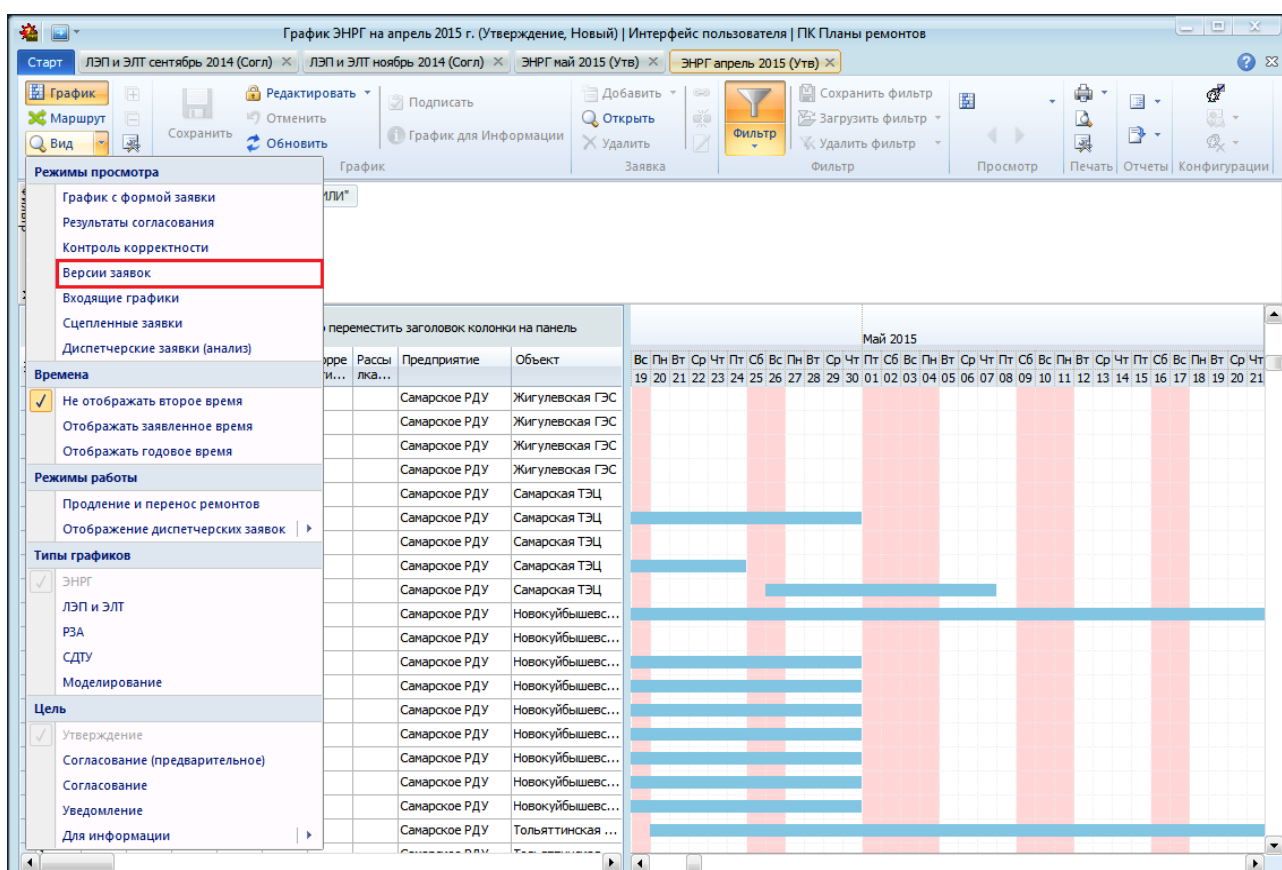 График ЭНРГ на апрель 2015 г. (Утверждение, Новый) | Интерфейс пользователя | ПК Планы ремонтов
Старт ЛЭП и ЭЛТ сентябрь 2014 (Согл) ЛЭП и ЭЛТ ноябрь 2014 (Согл) ЭНРГ май 2015 (Утв) ЭНРГ апрель 2015 (Утв)
График Редактировать Подписать Добавить Сохранить фильтр
Маршрут Сохранить Отменить График для Информации Открыть Фильтр Загрузить фильтр
Вид Обновить Удалить Удалить фильтр
График Заявка Фильтр Просмотр Печать Отчеты Конфигурации
Режимы просмотра
График с формой заявки
ИЛИ"
Результаты согласования
Контроль корректности
Версии заявок
Входящие графики
Сцепленные заявки
переместить заголовок колонки на панель
Май 2015
Диспетчерские заявки (анализ)
Рассы лка... Предприятие Объект
Вс Пн Вт Ср Чт Пт Сб Вс Пн Вт Ср Чт Пт Сб Вс Пн Вт Ср Чт Пт Сб Вс Пн Вт Ср Чт Пт Сб Вс Пн Вт Ср Чт
19 20 21 22 23 24 25 26 27 28 29 30 01 02 03 04 05 06 07 08 09 10 11 12 13 14 15 16 17 18 19 20 21
Времена
Не отображать второе время
Самарское РДУ Жигулевская ГЭС
Отображать заявленное время
Самарское РДУ Жигулевская ГЭС
Отображать годовое время
Самарское РДУ Жигулевская ГЭС
Режимы работы
Самарское РДУ Жигулевская ГЭС
Продление и перенос ремонтов
Самарское РДУ Самарская ТЭЦ
Отображение диспетчерских заявок
Самарское РДУ Самарская ТЭЦ
Типы графиков
Самарское РДУ Самарская ТЭЦ
ЭНРГ
Самарское РДУ Самарская ТЭЦ
Самарское РДУ Самарская ТЭЦ
ЛЭП и ЭЛТ
Самарское РДУ Новокуйбышевс...
РЗА
Самарское РДУ Новокуйбышевс...
СДТУ
Самарское РДУ Новокуйбышевс...
Моделирование
Самарское РДУ Новокуйбышевс...
Цель
Самарское РДУ Новокуйбышевс...
Утверждение
Самарское РДУ Новокуйбышевс...
Согласование (предварительное)
Самарское РДУ Новокуйбышевс...
Согласование
Самарское РДУ Новокуйбышевс...
Уведомление
Самарское РДУ Новокуйбышевс...
Для информации
Самарское РДУ Тольяттинская ...